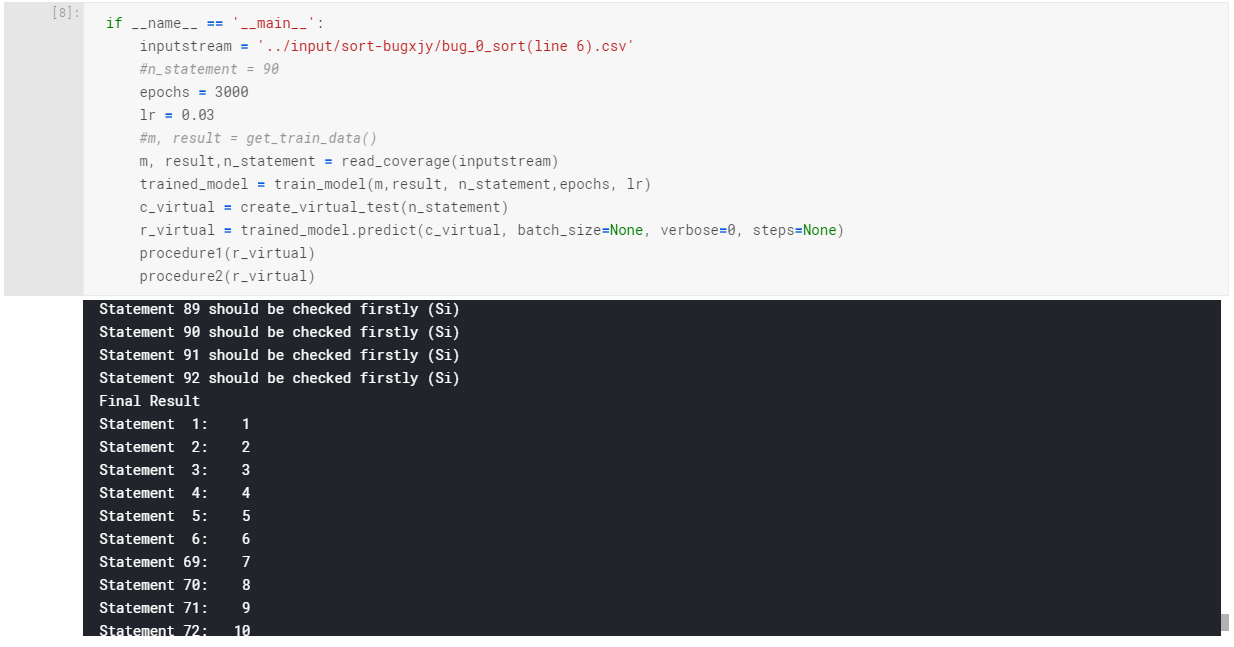 [8]:
if __name__ == '__main__':
    inputstream = '../input/sort-bugxjy/bug_0_sort(line 6).csv'
    #n_statement = 90
    epochs = 3000
    lr = 0.03
    #m, result = get_train_data()
    m, result,n_statement = read_coverage(inputstream)
    trained_model = train_model(m,result, n_statement,epochs, lr)
    c_virtual = create_virtual_test(n_statement)
    r_virtual = trained_model.predict(c_virtual, batch_size=None, verbose=0, steps=None)
    procedure1(r_virtual)
    procedure2(r_virtual)
Statement 89 should be checked firstly (Si)
Statement 90 should be checked firstly (Si)
Statement 91 should be checked firstly (Si)
Statement 92 should be checked firstly (Si)
Final Result
Statement  1:    1
Statement  2:    2
Statement  3:    3
Statement  4:    4
Statement  5:    5
Statement  6:    6
Statement 69:    7
Statement 70:    8
Statement 71:    9
Statement 72:   10